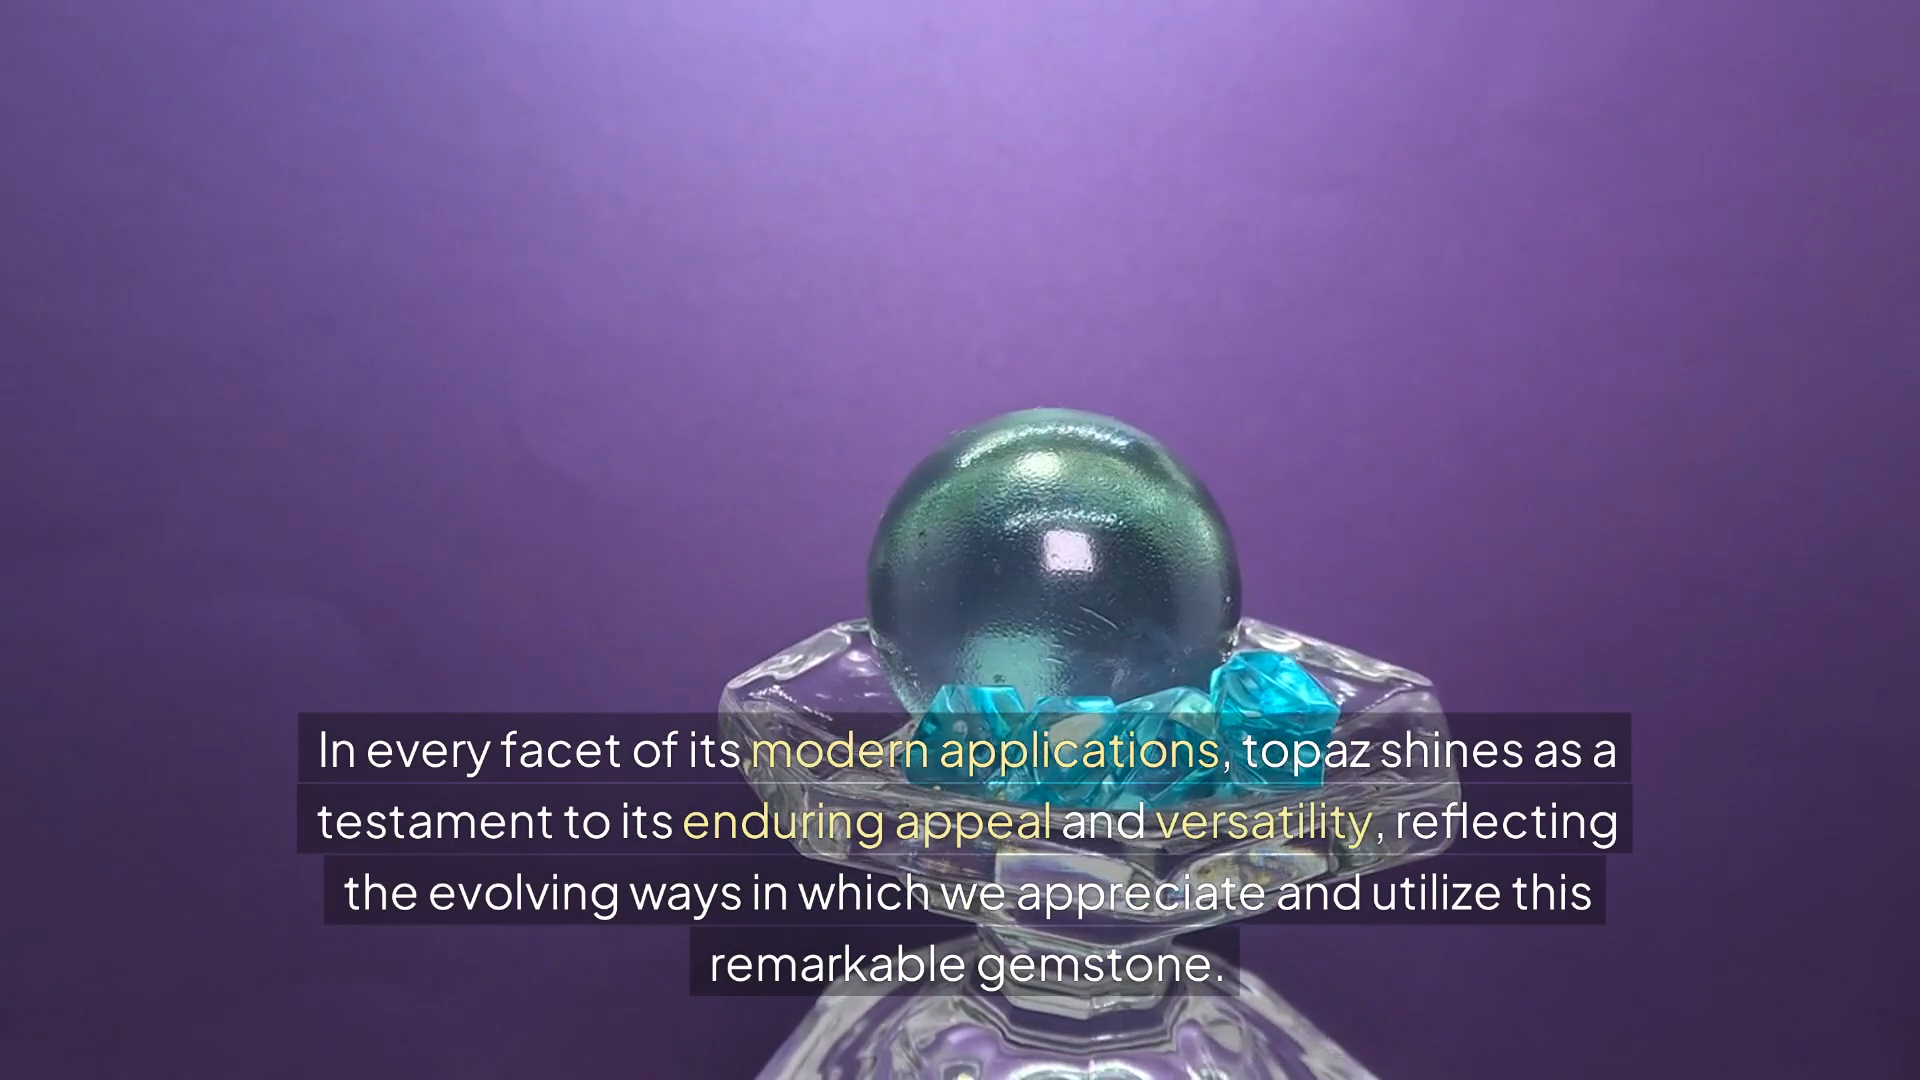 In every facet of its modern applications, topaz shines as a
testament to its enduring appeal and versatility, reflecting
the evolving ways in which we appreciate and utilize this
remarkable gemstone.